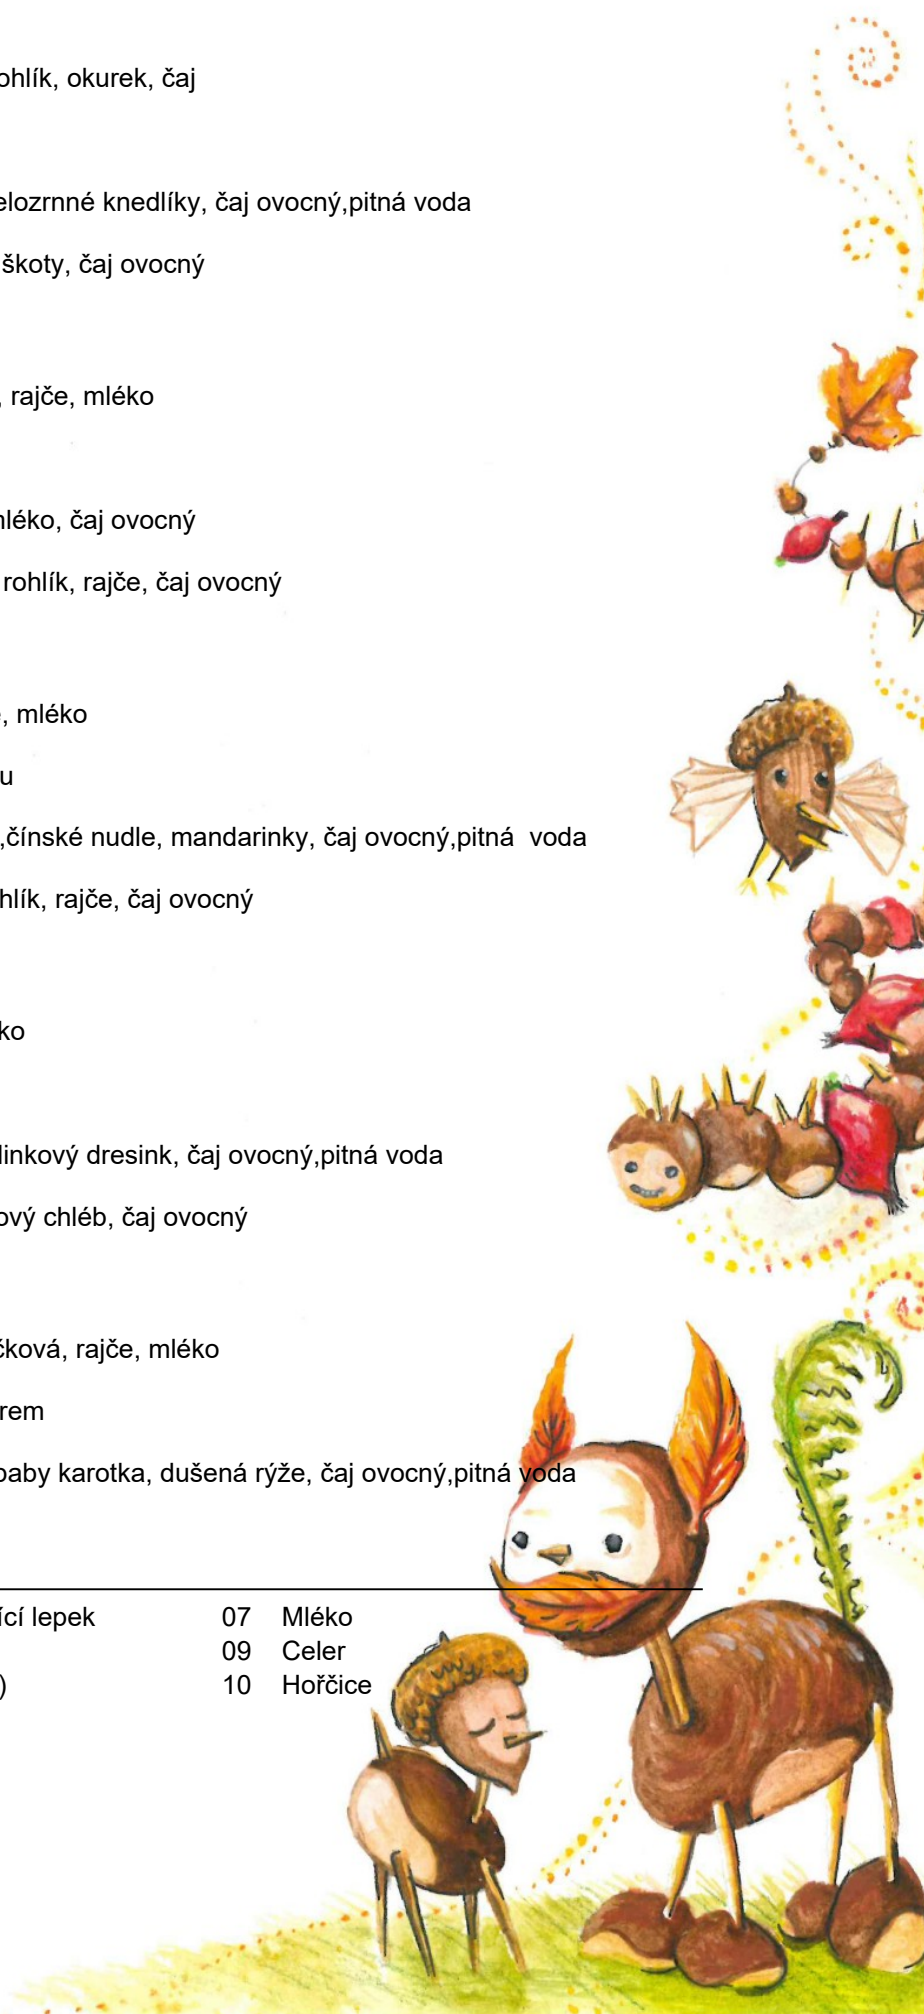 ohlík, okurek, čaj
elozrnné knedlíky, čaj ovocný,pitná voda
škoty, čaj ovocný
, rajče, mléko
mléko, čaj ovocný
rohlík, rajče, čaj ovocný
, mléko
u
,čínské nudle, mandarinky, čaj ovocný,pitná  voda
hlík, rajče, čaj ovocný
ko
linkový dresink, čaj ovocný,pitná voda
ový chléb, čaj ovocný
čková, rajče, mléko
rem
baby karotka, dušená rýže, čaj ovocný,pitná voda
ící lepek 07 Mléko
09 Celer
) 10 Hořčice